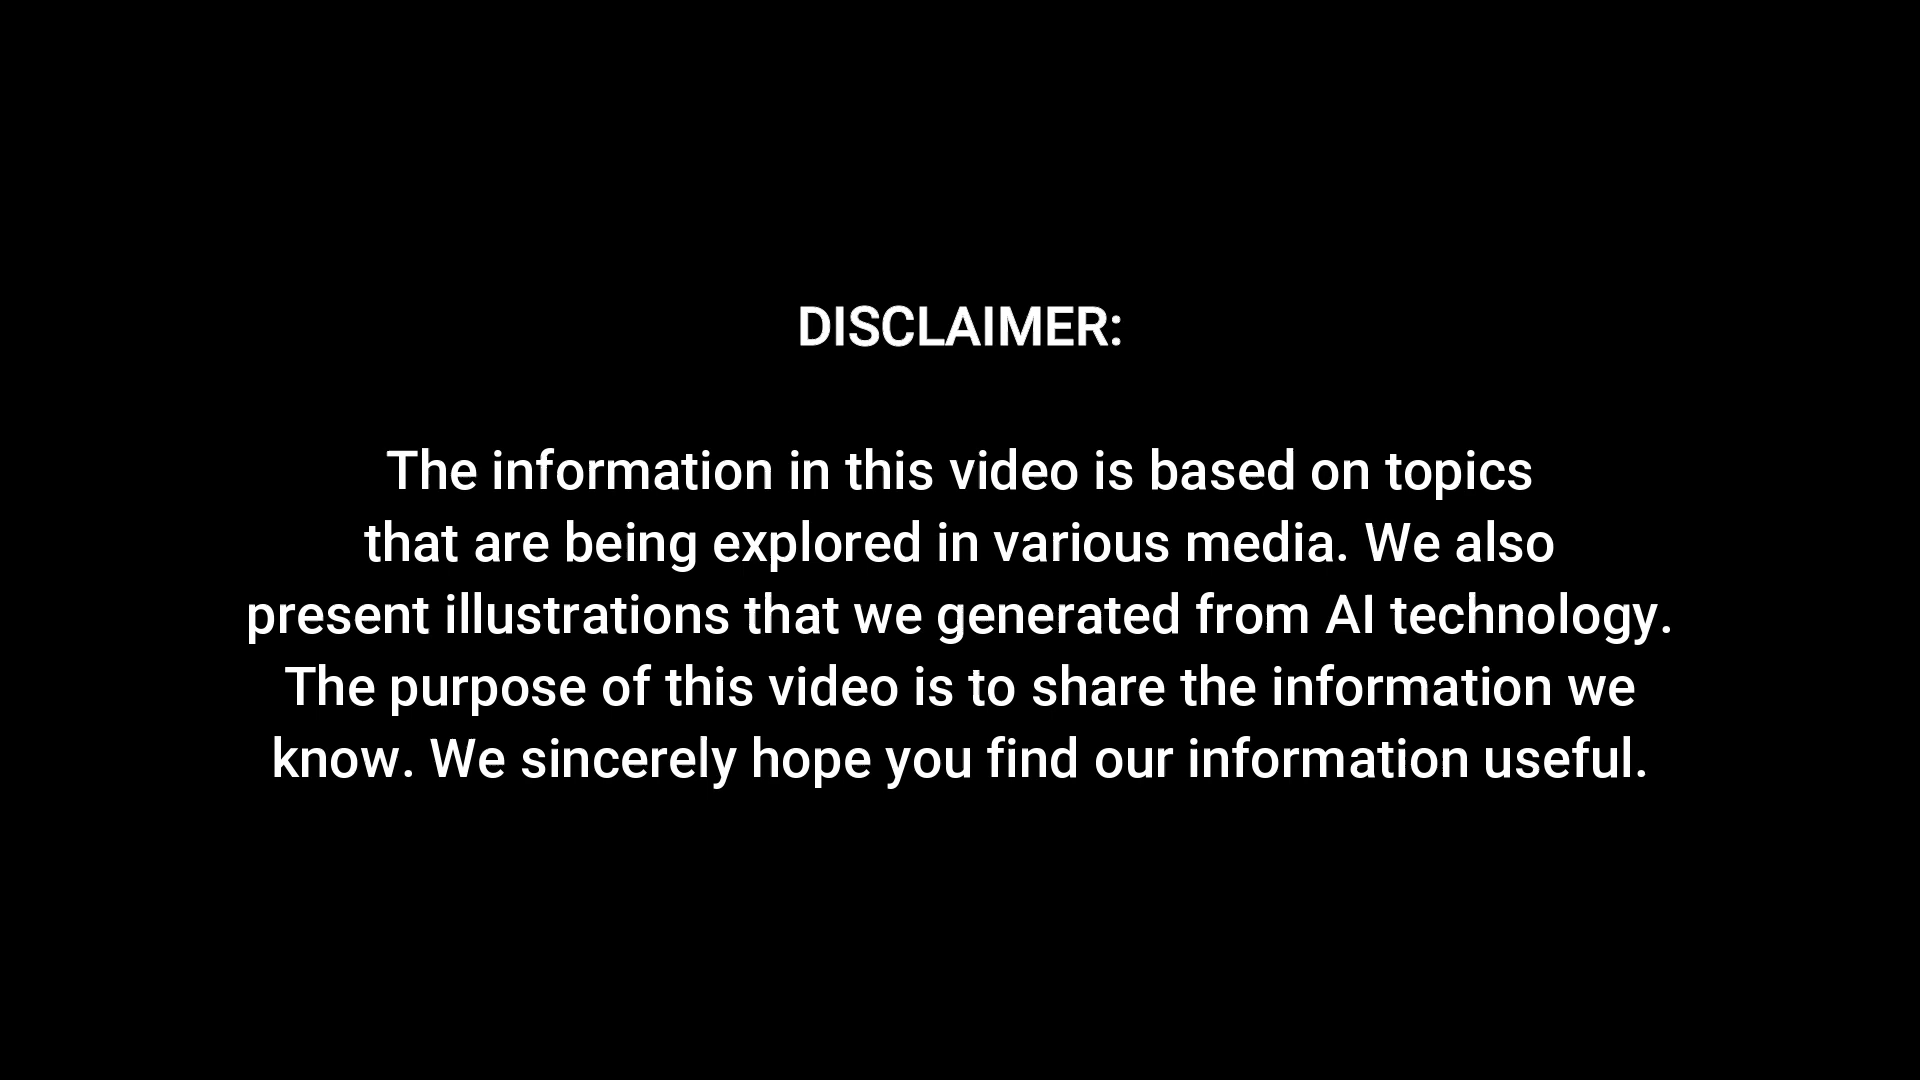 DISCLAIMER:
The information in this video is based on topics
that are being explored in various media. We also
present illustrations that we generated from AI technology.
The purpose of this video is to share the information we
know. We sincerely hope you find our information useful.